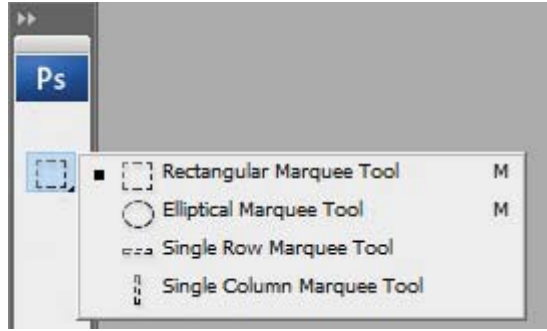 Ps
Rectangular Marquee Tool M
Elliptical Marquee Tool M
Single Row Marquee Tool
Single Column Marquee Tool